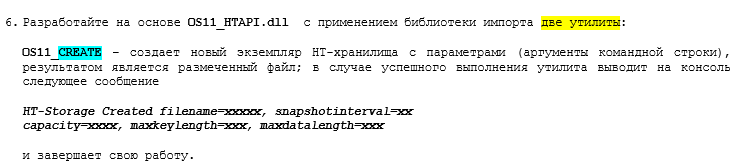 6. Разработайте на основе OS11_HTAPI.dll с применением библиотеки импорта две утилиты:
OS11_CREATE – создает новый экземпляр HT-хранилища с параметрами (аргументы командной строки), 
результатом является размеченный файл; в случае успешного выполнения утилита выводит на консоль
следующее сообщение
HT-Storage Created filename=xxxxx, snapshotinterval=xx
capacity=xxxx, maxkeylength=xxx, maxdatalength=xxx
и завершает свою работу.